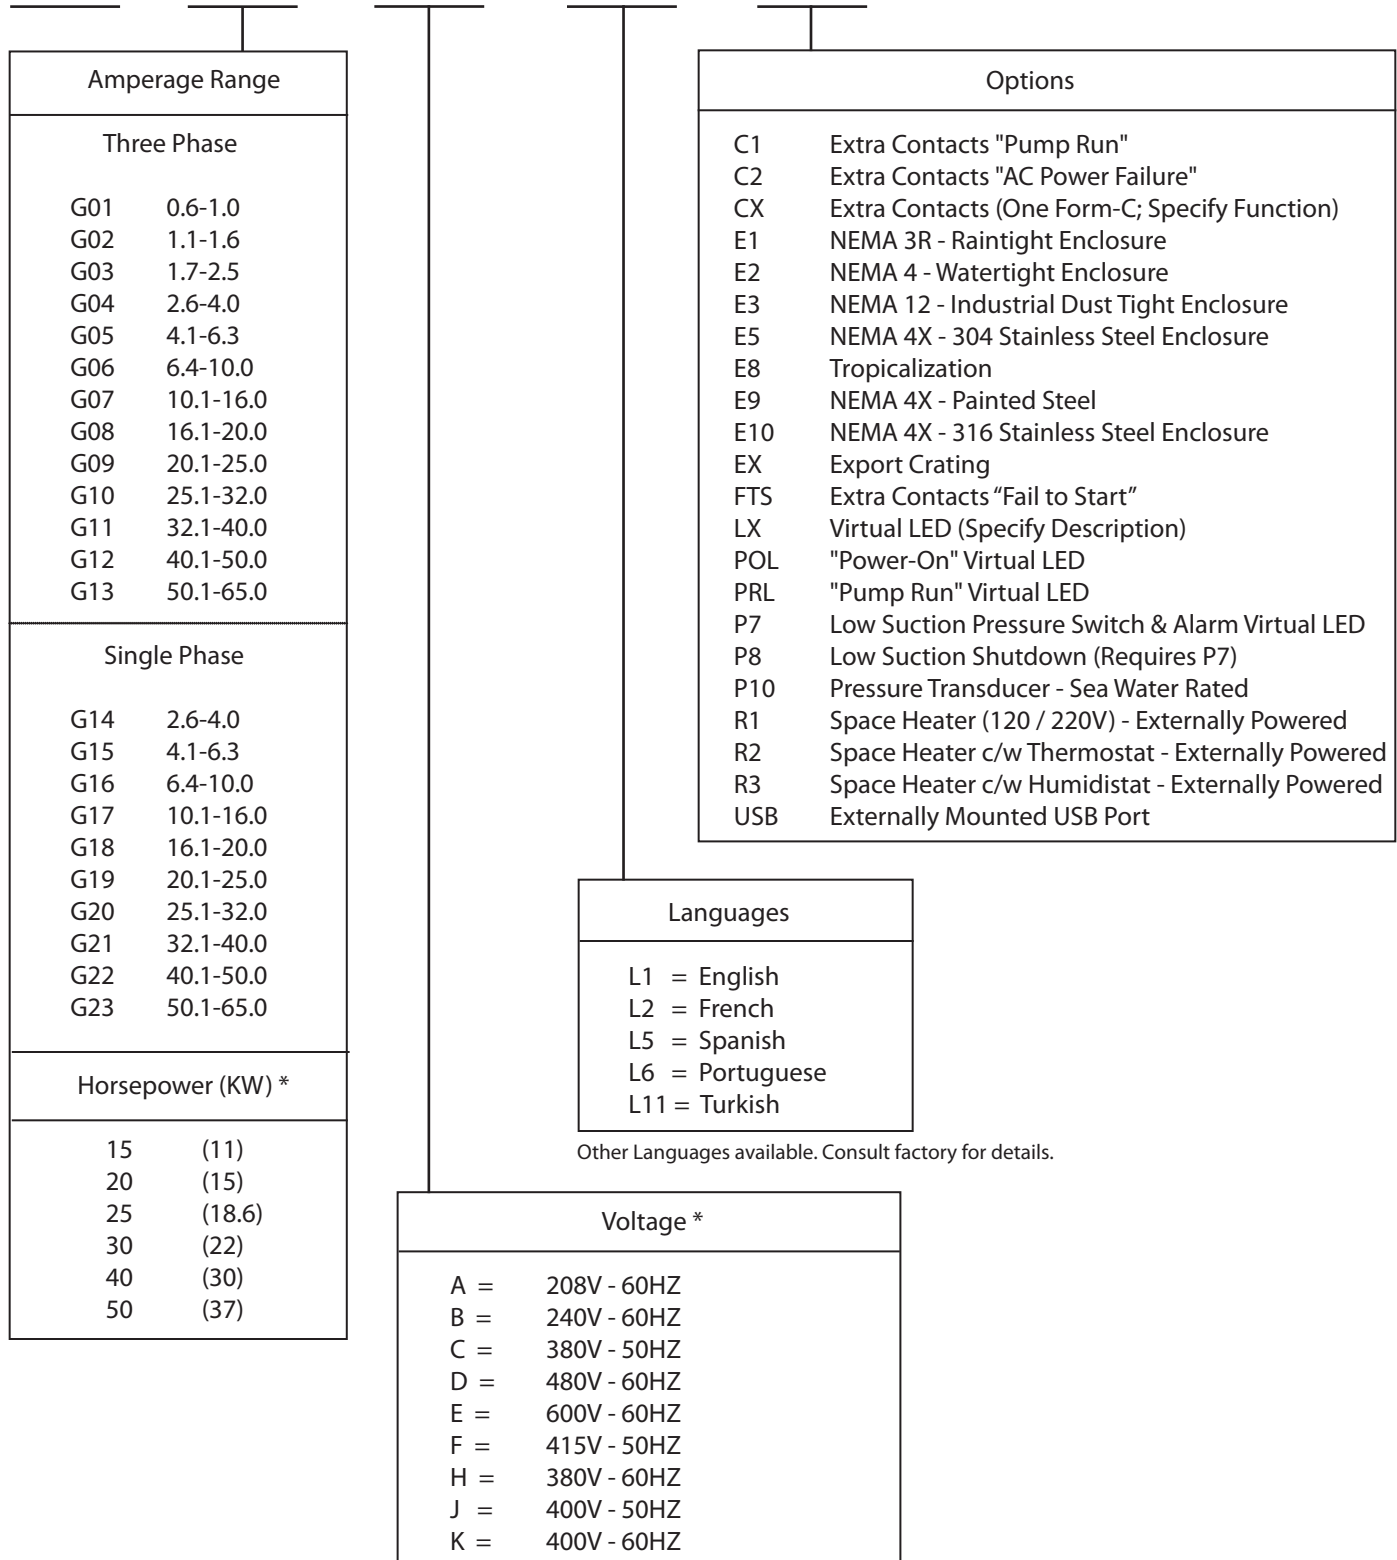 Amperage Range
Three Phase
G01 0.6-1.0
G02 1.1-1.6
G03 1.7-2.5
G04 2.6-4.0
G05 4.1-6.3
G06 6.4-10.0
G07 10.1-16.0
G08 16.1-20.0
G09 20.1-25.0
G10 25.1-32.0
G11 32.1-40.0
G12 40.1-50.0
G13 50.1-65.0
Single Phase
G14 2.6-4.0
G15 4.1-6.3
G16 6.4-10.0
G17 10.1-16.0
G18 16.1-20.0
G19 20.1-25.0
G20 25.1-32.0
G21 32.1-40.0
G22 40.1-50.0
G23 50.1-65.0
Horsepower (KW) *
15 (11)
20 (15)
25 (18.6)
30 (22)
40 (30)
50 (37)
Options
C1 Extra Contacts "Pump Run"
C2 Extra Contacts "AC Power Failure"
CX Extra Contacts (One Form-C; Specify Function)
E1 NEMA 3R - Raintight Enclosure
E2 NEMA 4 - Watertight Enclosure
E3 NEMA 12 - Industrial Dust Tight Enclosure
E5 NEMA 4X - 304 Stainless Steel Enclosure
E8 Tropicalization
E9 NEMA 4X - Painted Steel
E10 NEMA 4X - 316 Stainless Steel Enclosure
EX Export Crating
FTS Extra Contacts “Fail to Start”
LX Virtual LED (Specify Description)
POL "Power-On" Virtual LED
PRL "Pump Run" Virtual LED
P7 Low Suction Pressure Switch & Alarm Virtual LED
P8 Low Suction Shutdown (Requires P7)
P10 Pressure Transducer - Sea Water Rated
R1 Space Heater (120 / 220V) - Externally Powered
R2 Space Heater c/w Thermostat - Externally Powered
R3 Space Heater c/w Humidistat - Externally Powered
USB Externally Mounted USB Port
Languages
L1 = English
L2 = French
L5 = Spanish
L6 = Portuguese
L11 = Turkish
Other Languages available. Consult factory for details.
Voltage *
A = 208V - 60HZ
B = 240V - 60HZ
C = 380V - 50HZ
D = 480V - 60HZ
E = 600V - 60HZ
F = 415V - 50HZ
H = 380V - 60HZ
J = 400V - 50HZ
K = 400V - 60HZ